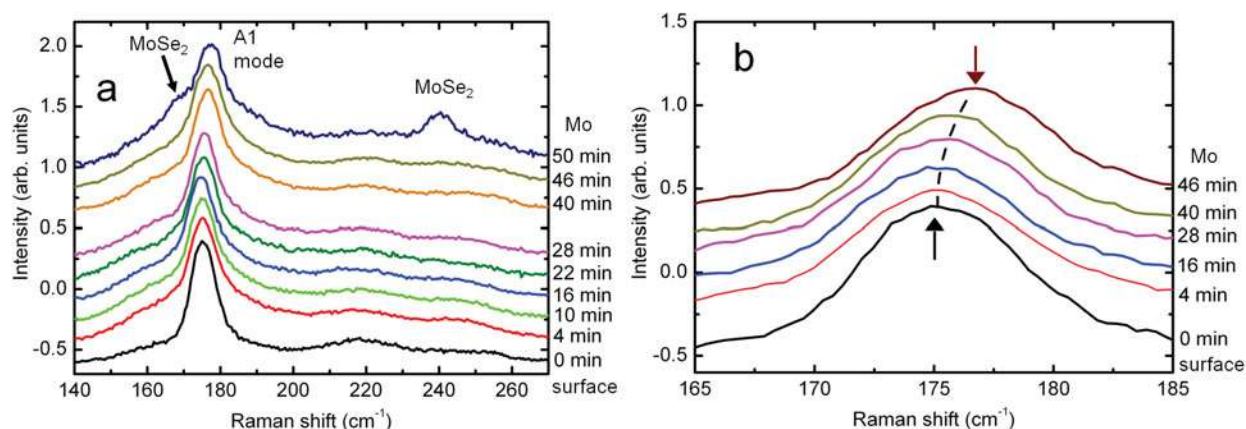 a
MoSe2
A1
mode
MoSe2
2.0
1.5
1.0
0.5
0.0
-0.5
Intensity (arb. units)
140 160 180 200 220 240 260
Raman shift (cm-1)
Mo
50 min
46 min
40 min
28 min
22 min
16 min
10 min
4 min
0 min
surface
b
1.5
1.0
0.5
0.0
-0.5
Intensity (arb. units)
165 170 175 180 185
Raman shift (cm-1)
Mo
46 min
40 min
28 min
16 min
4 min
0 min
surface